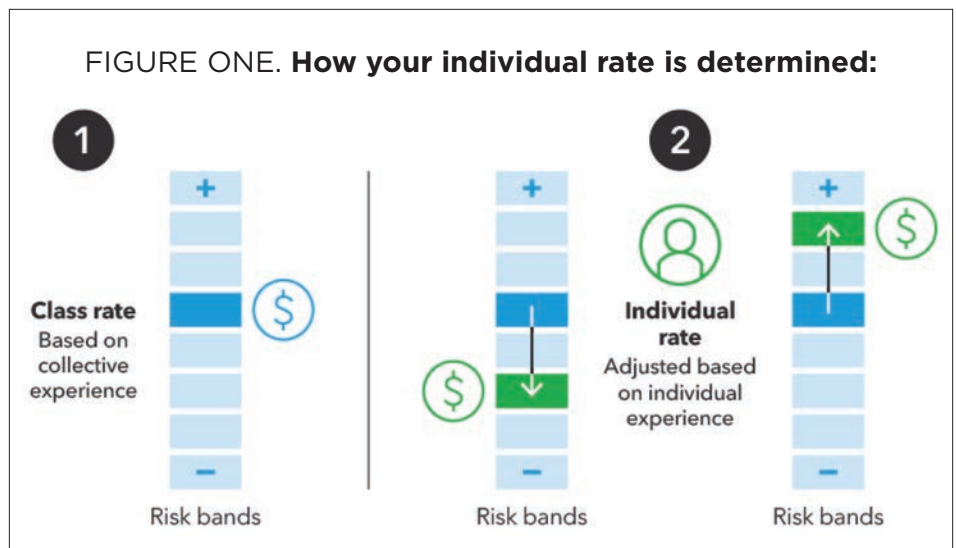 FIGURE ONE. How your individual rate is determined:
1
+
$
Class rate
Based on
collective
experience
−
Risk bands
2
+
$
−
Risk bands
Individual
rate
Adjusted based
on individual
experience
+
$
−
Risk bands